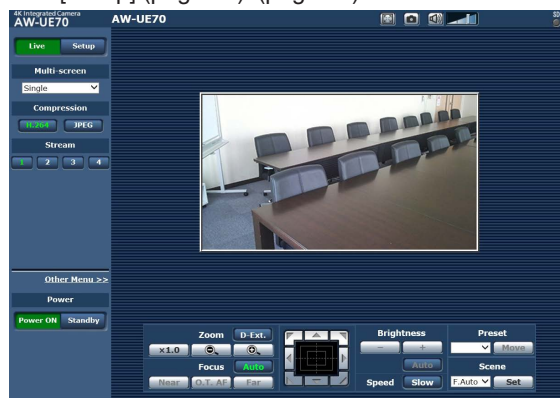 4K Integrated Camera
AW-UE70
AW-UE70
SD
Live Setup
Multi-screen
Single
Compression
H.264 JPEG
Stream
1 2 3 4
Other Menu >>
Power
Power ON Standby
Zoom D-Ext.
x1.0
Focus Auto
Near O.T. AF Far
Brightness
- +
Auto
Speed Slow
Preset
Move
Scene
F.Auto Set